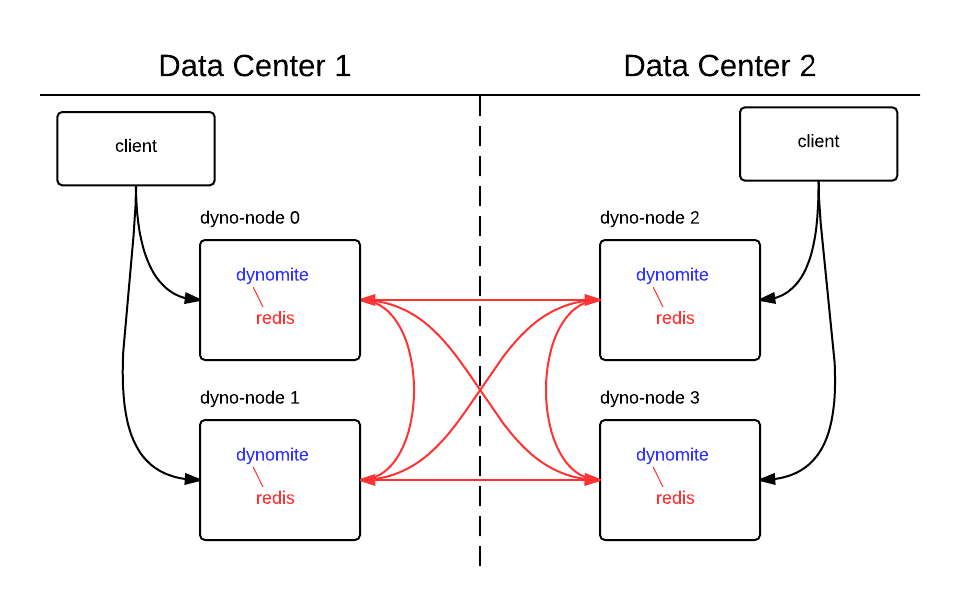 Data Center 1
Data Center 2
client
client
dyno-node 0
dyno-node 2
dynomite
redis
dynomite
redis
dyno-node 1
dyno-node 3
dynomite
redis
dynomite
redis